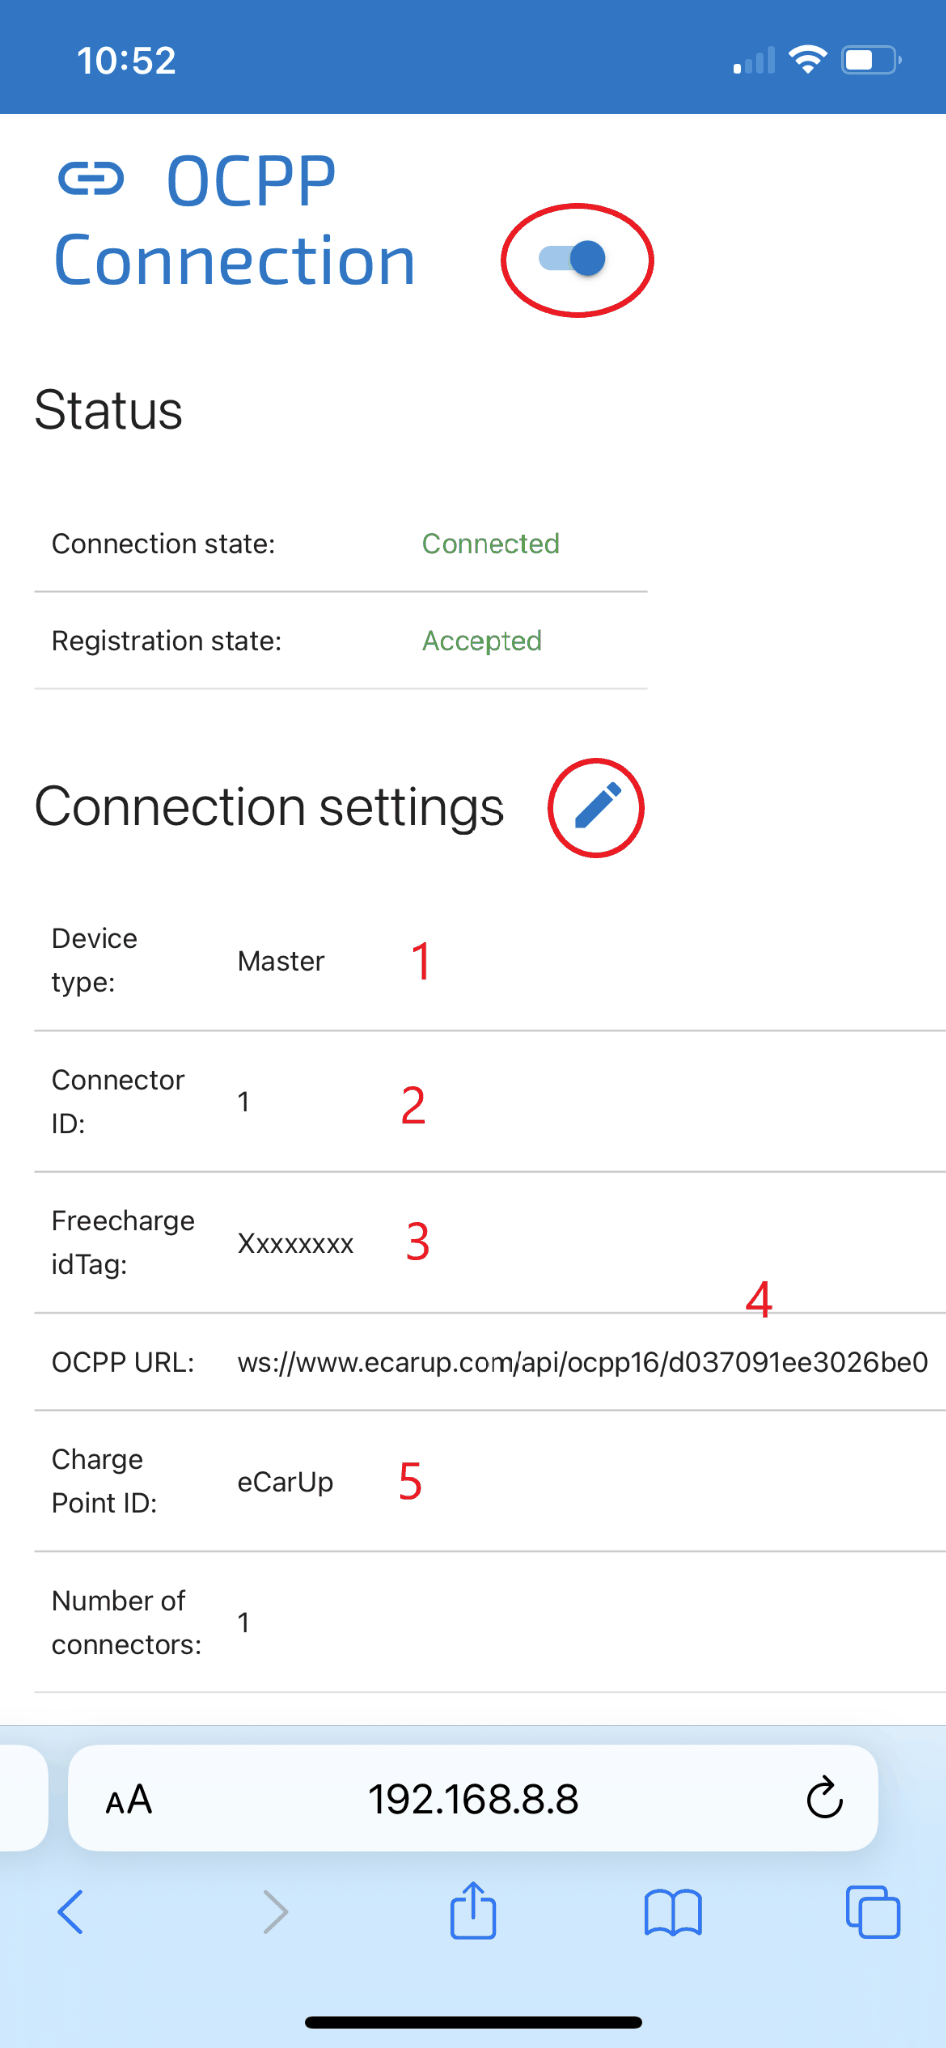 10:52
OCPP
Connection
Status
Connection state: Connected
Registration state: Accepted
Connection settings
Device
type: Master 1
Connector
ID: 1 2
Freecharge
idTag: Xxxxxxxx 3
4
OCPP URL: ws://www.ecarup.com/api/ocpp16/d037091ee3026be0
Charge
Point ID: eCarUp 5
Number of
connectors: 1
AA 192.168.8.8